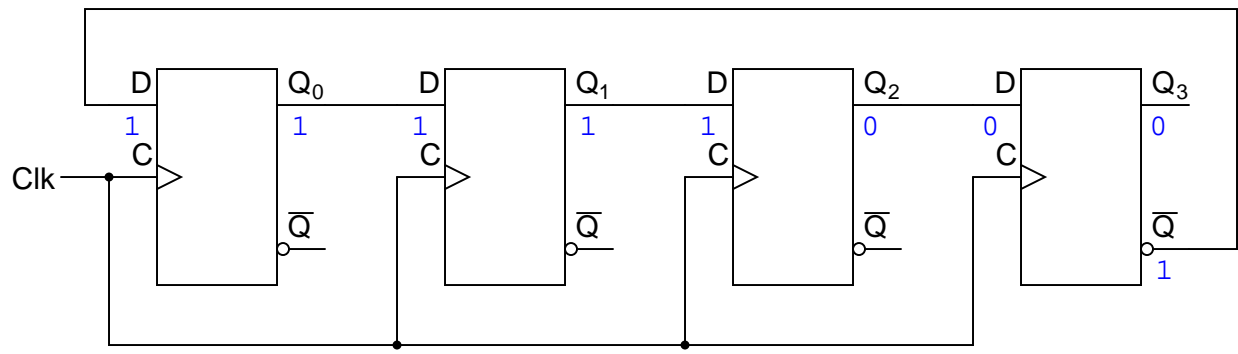 D Q₀ D Q₁ D Q₂ D Q₃
1 1 1 1 1 0 0 0
C C C C
Clk
Q̅ Q̅ Q̅ Q̅
1